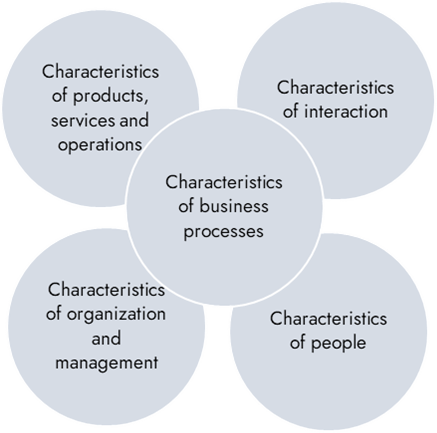 Characteristics
of products,
services and
operations
Characteristics
of interaction
Characteristics
of business
processes
Characteristics
of organization
and
management
Characteristics
of people